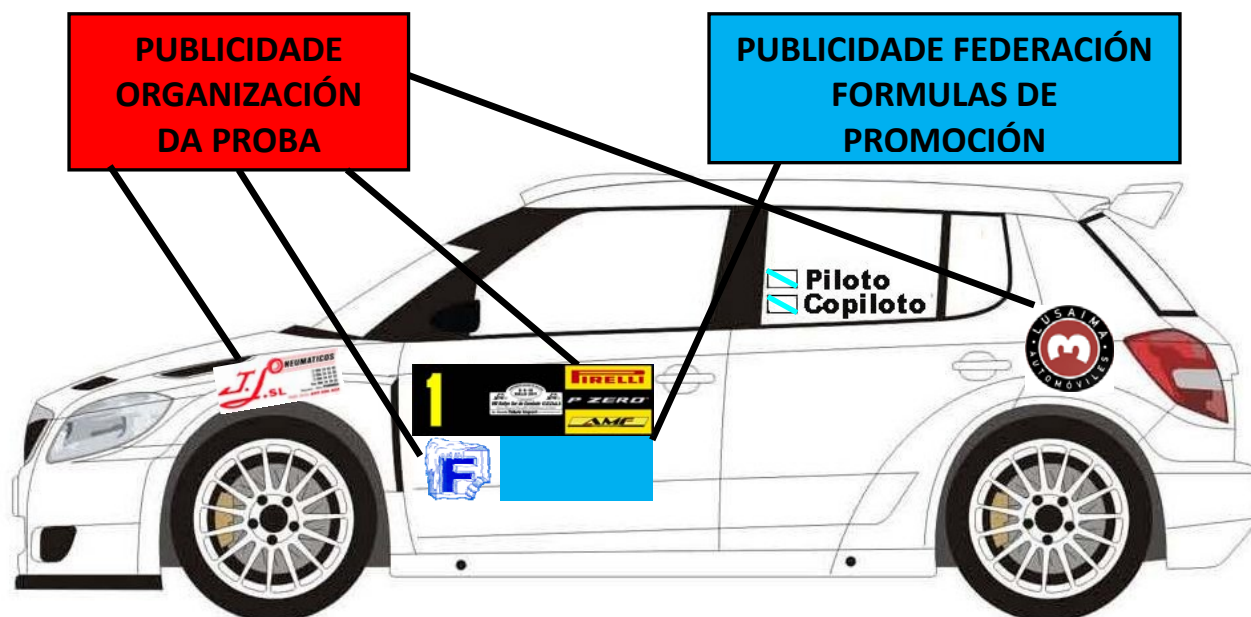 PUBLICIDADE
ORGANIZACIÓN
DA PROBA
PUBLICIDADE FEDERACIÓN
FORMULAS DE
PROMOCIÓN
Piloto
Copiloto
LUSAIMA
AUTOMÓVILES
NEUMATICOS
J.
.SL
1
PIRELLI
P ZERO
AMF
F